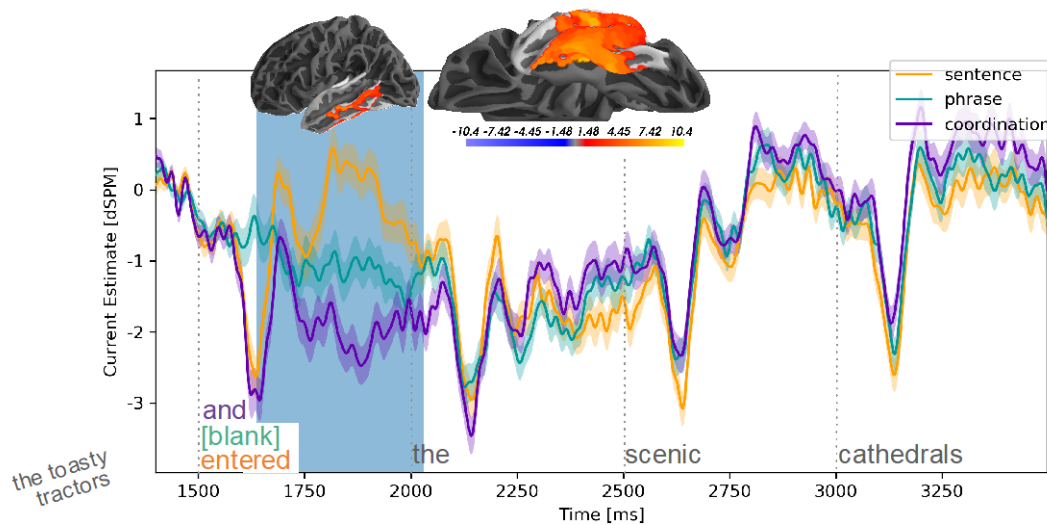 -10.4 -7.42 -4.45 -1.48 1.48 4.45 7.42 10.4
sentence
phrase
coordination
Current Estimate [dSPM]
1
0
-1
-2
-3
and
[blank]
entered
the
scenic
cathedrals
the toasty
tractors
1500 1750 2000 2250 2500 2750 3000 3250
Time [ms]